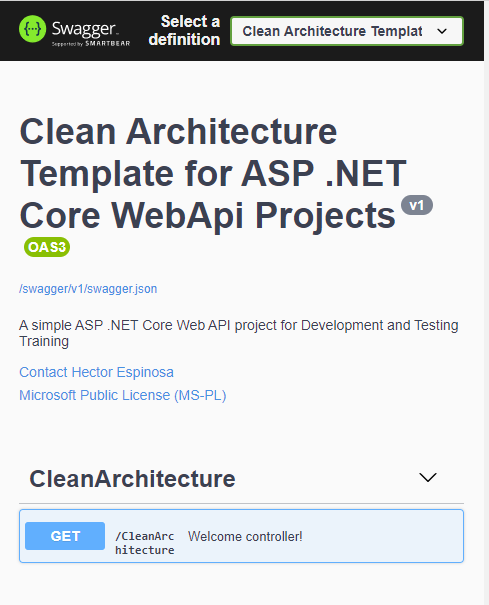 Swagger
Supported by SMARTBEAR
Select a
definition
Clean Architecture Templat
Clean Architecture
Template for ASP .NET
Core WebApi Projects v1
OAS3
/swagger/v1/swagger.json
A simple ASP .NET Core Web API project for Development and Testing
Training
Contact Hector Espinosa
Microsoft Public License (MS-PL)
CleanArchitecture
GET
/CleanArc
hitecture
Welcome controller!